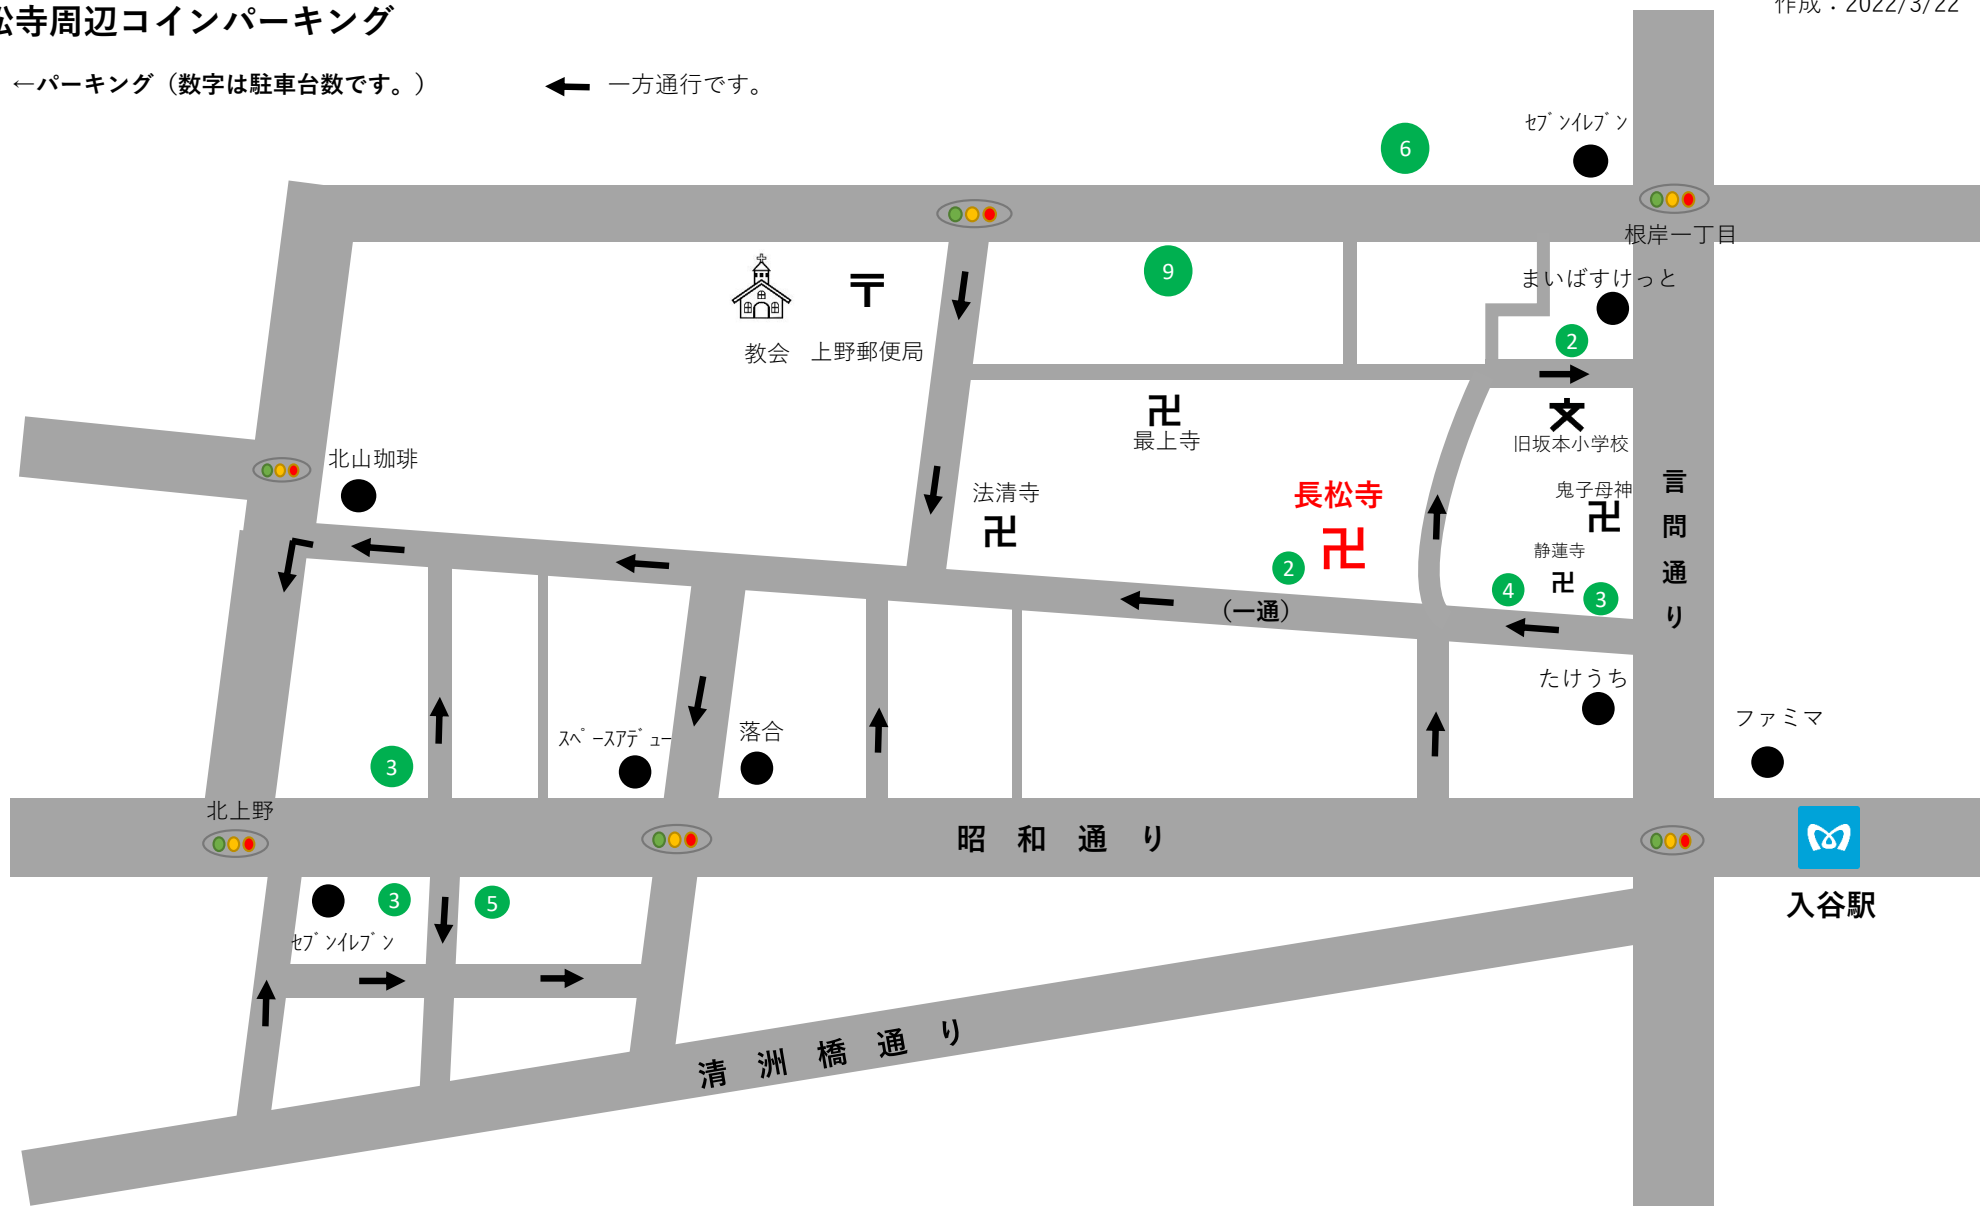 松寺周辺コインパーキング
作成：2022/3/22
←パーキング（数字は駐車台数です。）
一方通行です。
ｾﾌﾞﾝｲﾚﾌﾞﾝ
6
根岸一丁目
9
まいばすけっと
2
教会
上野郵便局
最上寺
旧坂本小学校
北山珈琲
法清寺
長松寺
鬼子母神
言問通り
静蓮寺
2
4
3
（一通）
たけうち
ファミマ
ｽﾍﾟｰｽｱﾃﾞｭｰ
落合
3
北上野
昭和通り
入谷駅
3
5
ｾﾌﾞﾝｲﾚﾌﾞﾝ
清洲橋通り